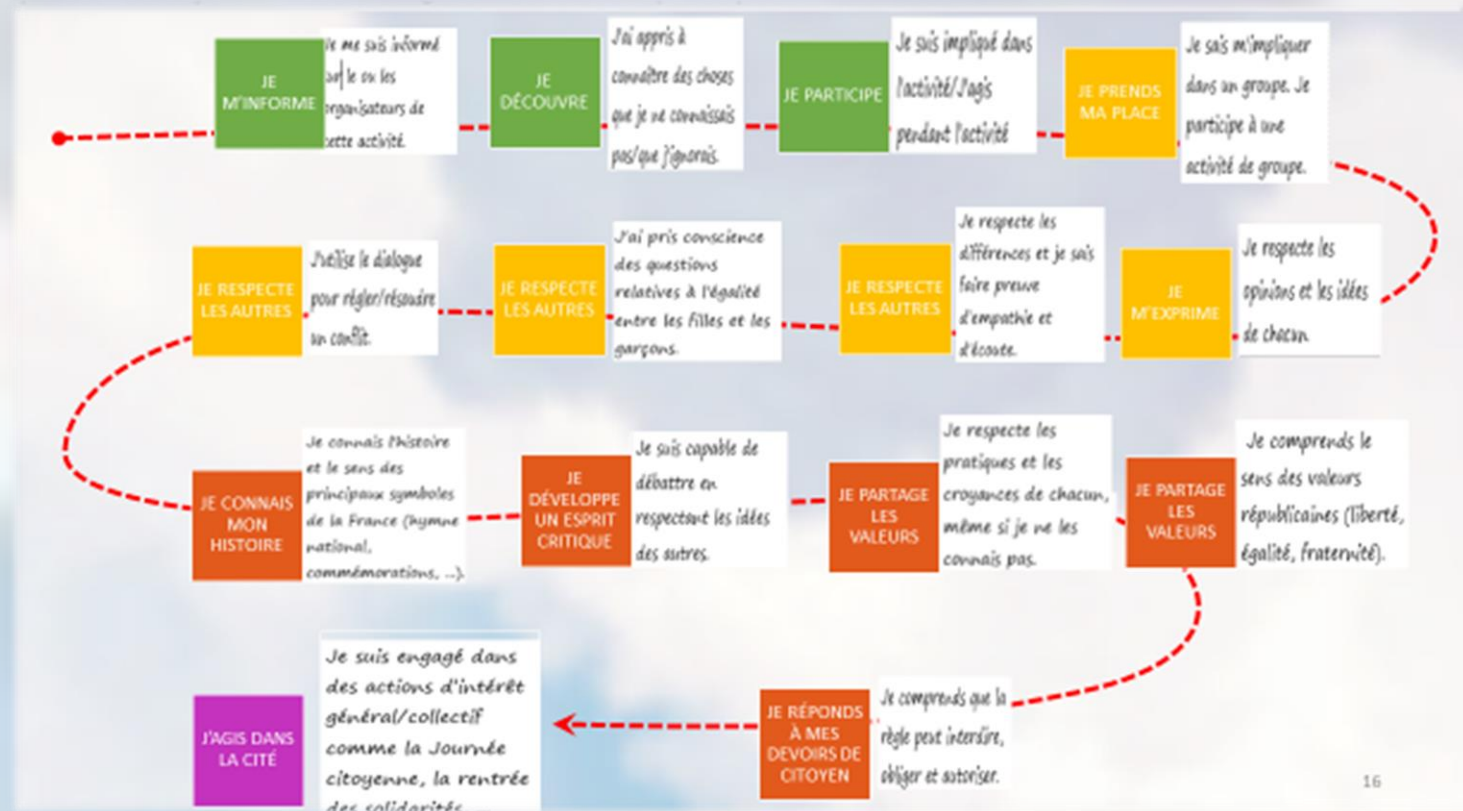 JE
M'INFORME
Je me suis informé
sur le ou les
organisateurs de
cette activité.
JE
DÉCOUVRE
J'ai appris à
connaître des choses
que je ne connaissais
pas/que j'ignorais.
JE PARTICIPE
Je suis impliqué dans
l'activité/J'agis
pendant l'activité
JE PRENDS
MA PLACE
Je sais m'impliquer
dans un groupe. Je
participe à une
activité de groupe.
JE
M'EXPRIME
Je respecte les
opinions et les idées
de chacun
JE RESPECTE
LES AUTRES
Je respecte les
différences et je sais
faire preuve
d'empathie et
d'écoute.
JE RESPECTE
LES AUTRES
J'ai pris conscience
des questions
relatives à l'égalité
entre les filles et les
garçons.
JE RESPECTE
LES AUTRES
J'utilise le dialogue
pour régler/résoudre
un conflit.
JE CONNAIS
MON
HISTOIRE
Je connais l'histoire
et le sens des
principaux symboles
de la France (hymne
national,
commémorations, ...).
JE
DÉVELOPPE
UN ESPRIT
CRITIQUE
Je suis capable de
débattre en
respectant les idées
des autres.
JE PARTAGE
LES
VALEURS
Je respecte les
pratiques et les
croyances de chacun,
même si je ne les
connais pas.
JE PARTAGE
LES
VALEURS
Je comprends le
sens des valeurs
républicaines (liberté,
égalité, fraternité).
JE RÉPONDS
À MES
DEVOIRS DE
CITOYEN
Je comprends que la
règle peut interdire,
obliger et autoriser.
J'AGIS DANS
LA CITÉ
Je suis engagé dans
des actions d'intérêt
général/collectif
comme la Journée
citoyenne, la rentrée
des solidarités
16